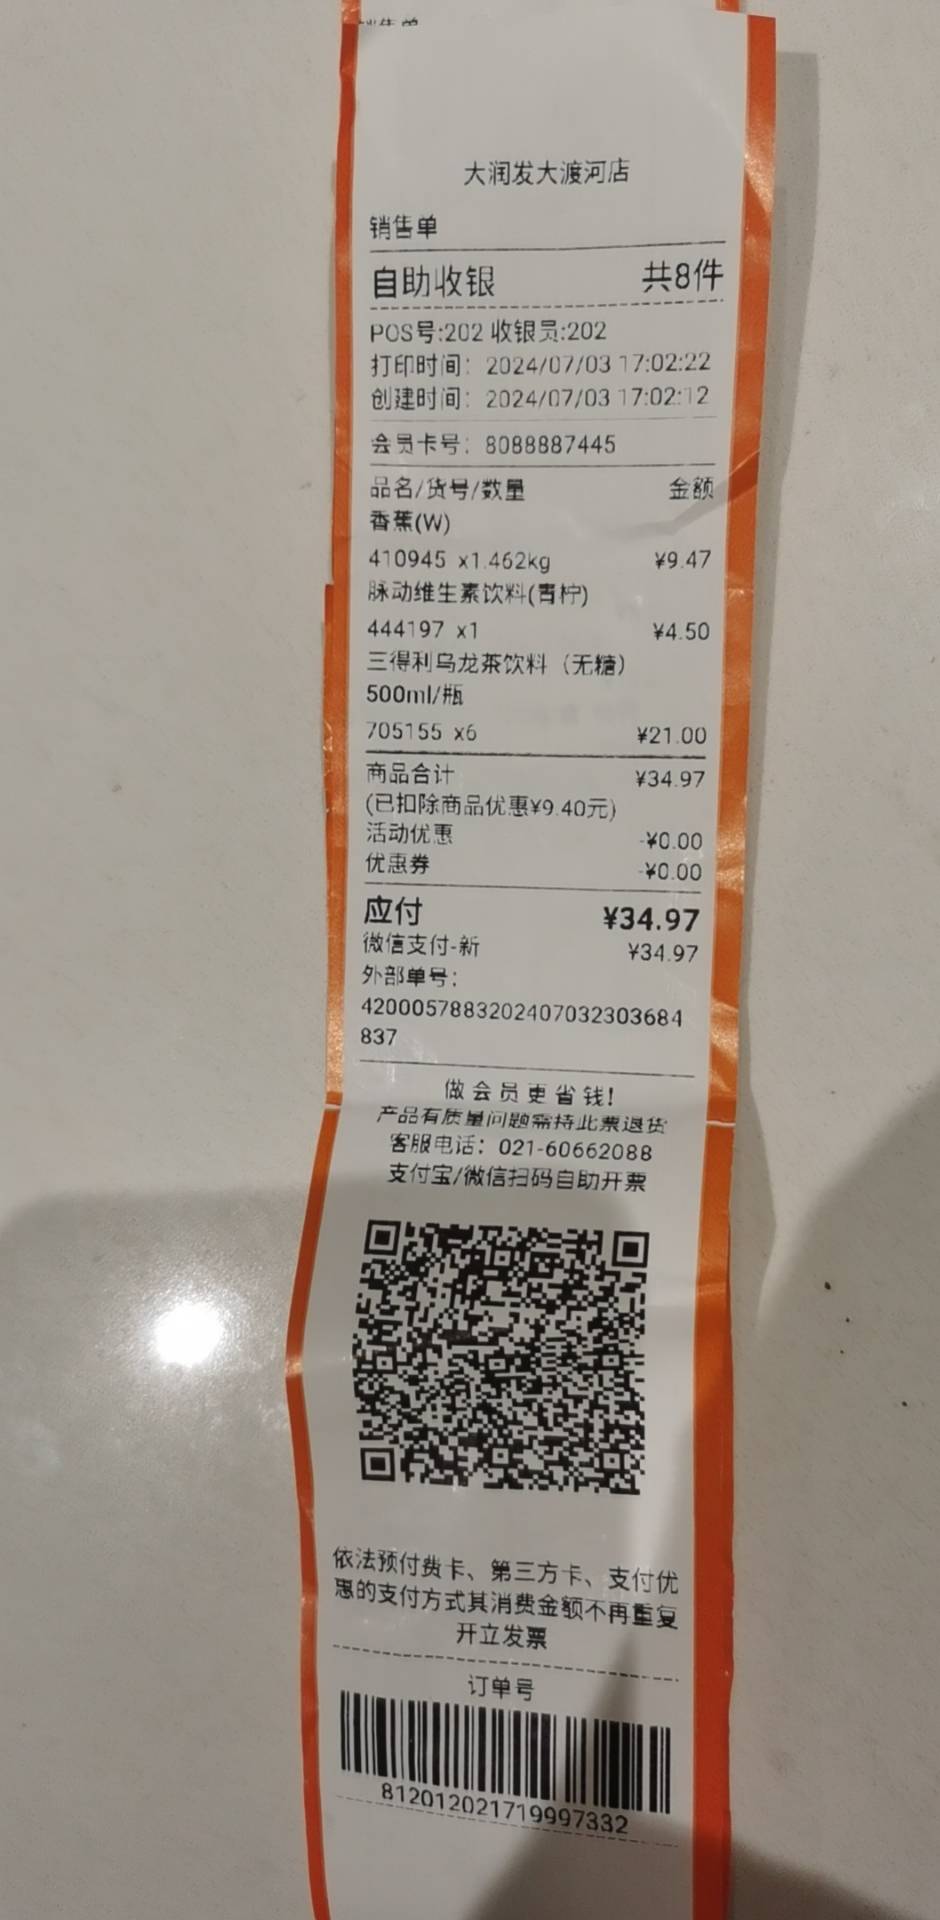 销售单
大润发大渡河店
销售单
自助收银 共8件
POS号:202 收银员:202
打印时间: 2024/07/03 17:02:22
创建时间: 2024/07/03 17:02:12
会员卡号: 8088887445
品名/货号/数量 金额
香蕉(W)
410945 x1.462kg ¥9.47
脉动维生素饮料(青柠)
444197 x1 ¥4.50
三得利乌龙茶饮料（无糖）
500ml/瓶
705155 x6 ¥21.00
商品合计 ¥34.97
(已扣除商品优惠¥9.40元)
活动优惠 -¥0.00
优惠券 -¥0.00
应付 ¥34.97
微信支付-新 ¥34.97
外部单号:
4200057883202407032303684
837
做会员更省钱!
产品有质量问题需持此票退货
客服电话: 021-60662088
支付宝/微信扫码自助开票
依法预付费卡、第三方卡、支付优
惠的支付方式其消费金额不再重复
开立发票
订单号
812012021719997332